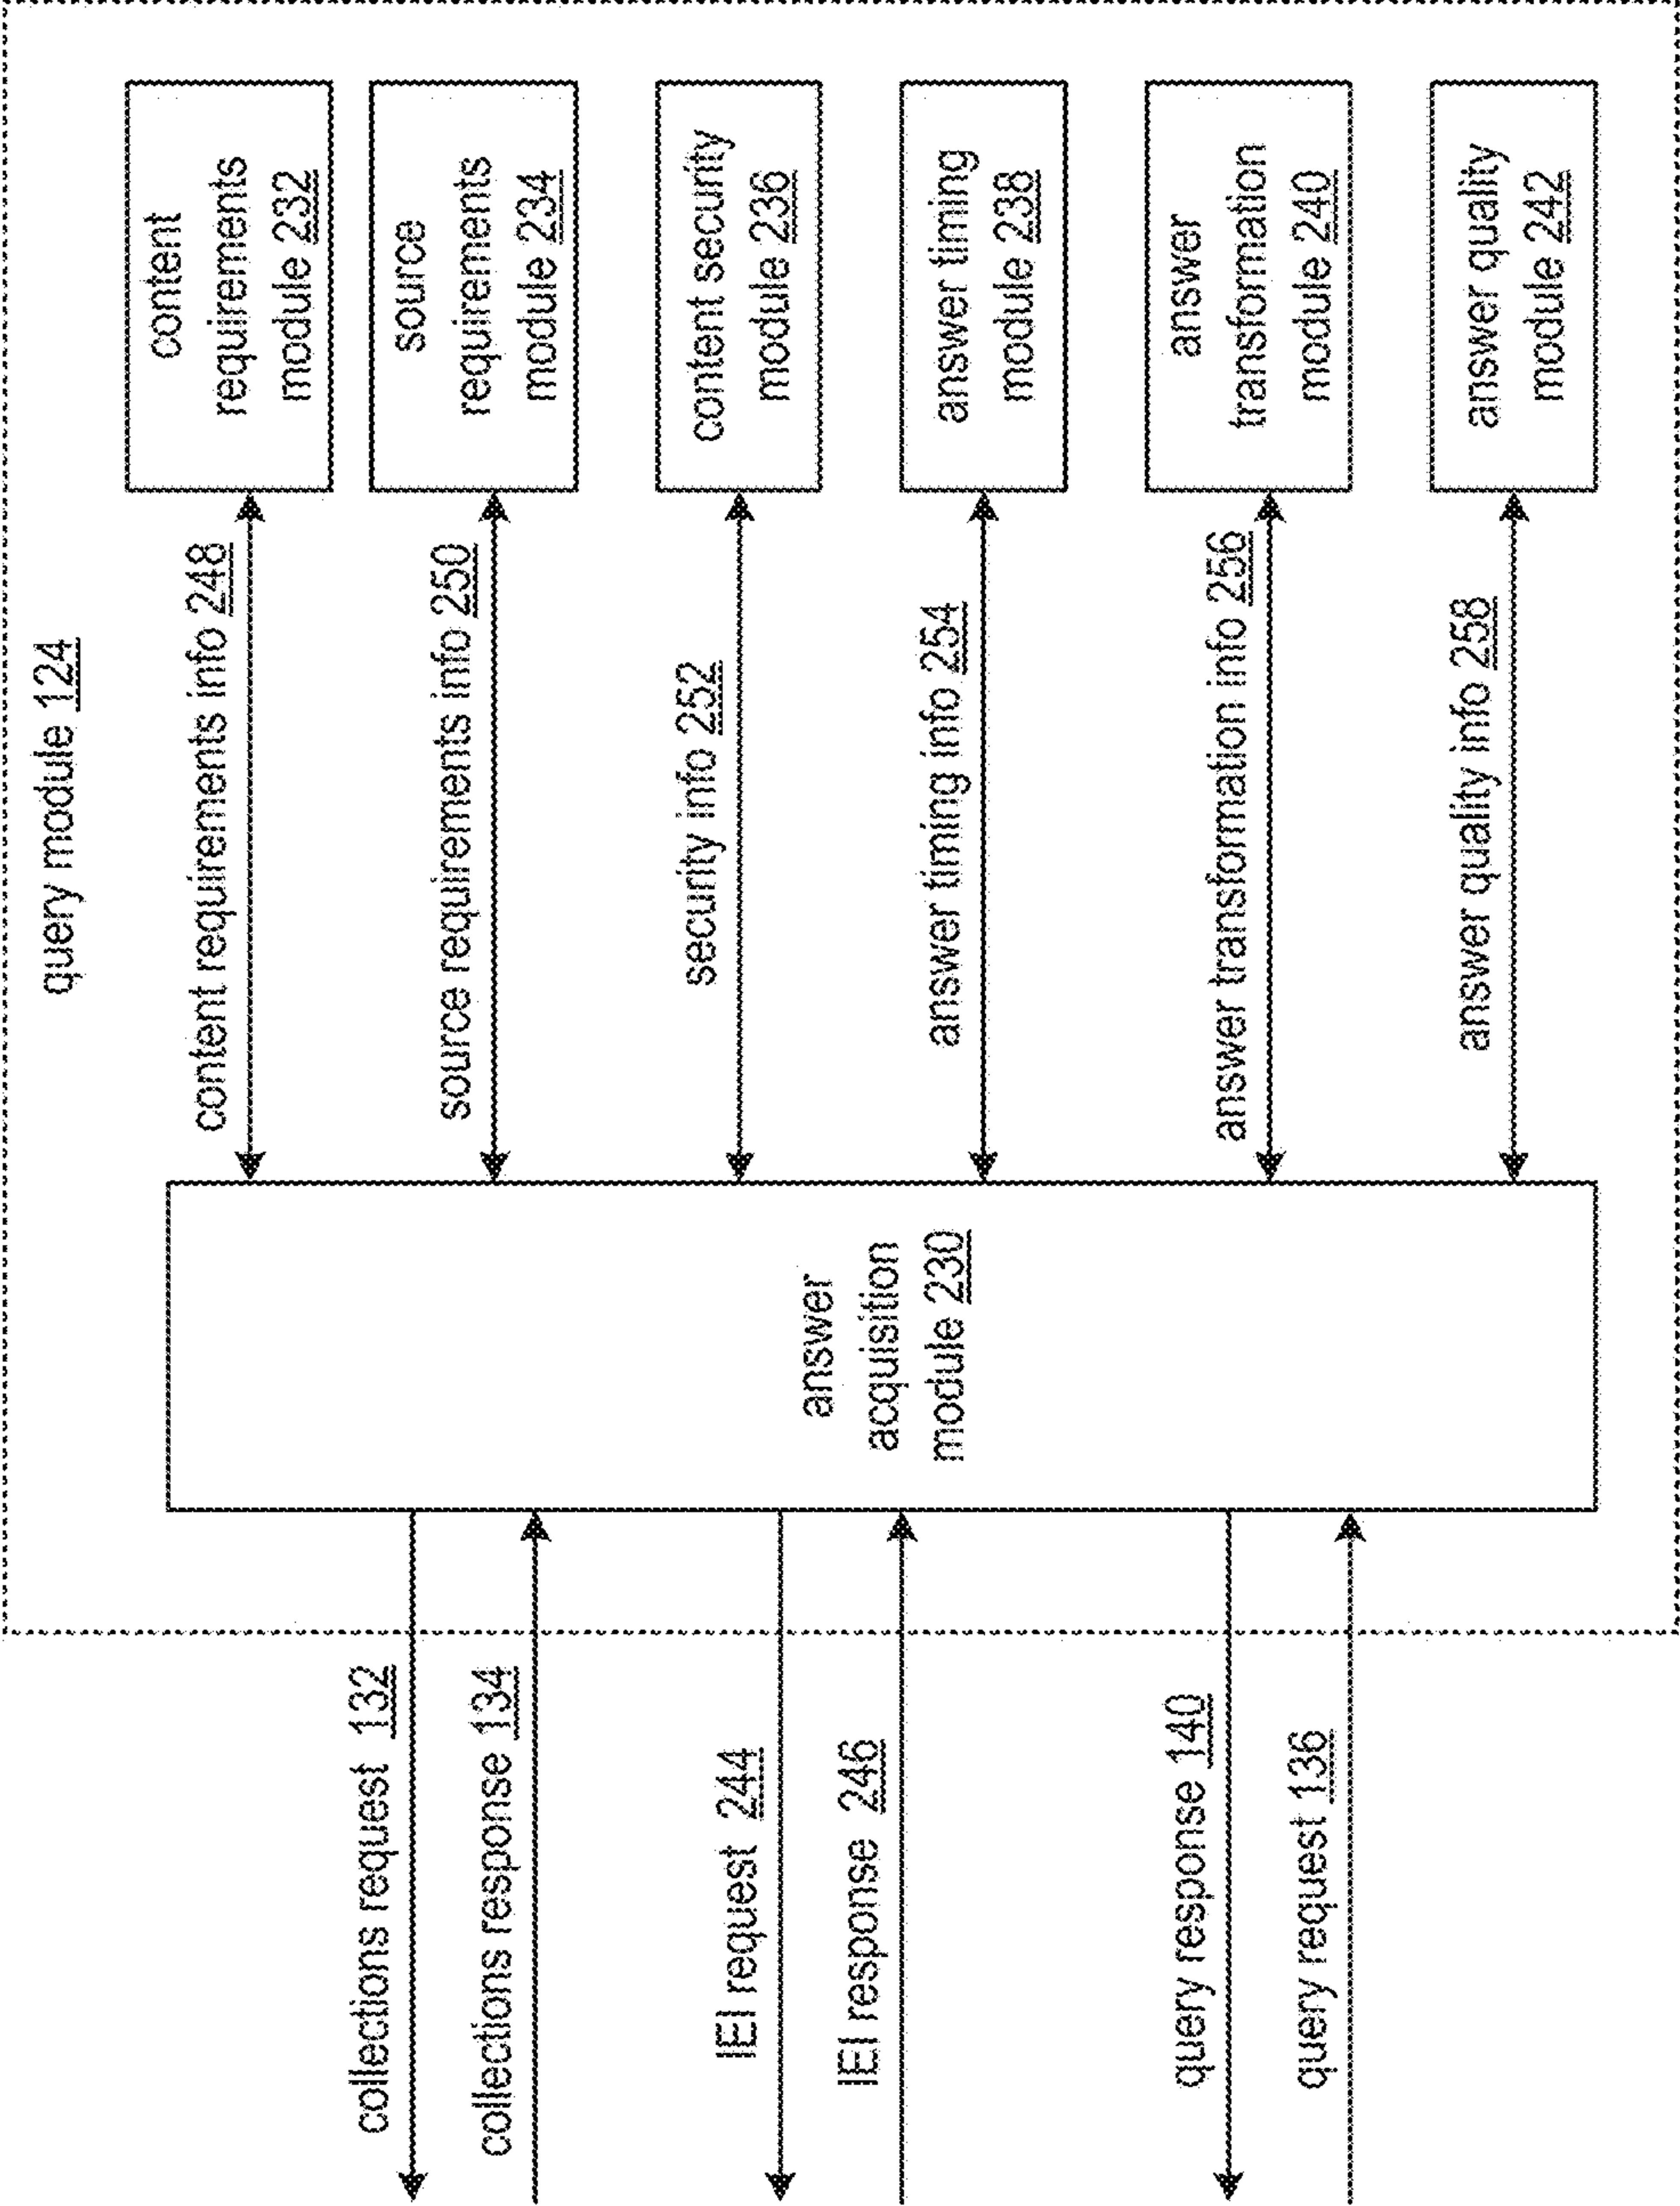 query module 124
collections request 132
collections response 134
IEI request 244
IEI response 246
query response 140
query request 136
answer
acquisition
module 230
content requirements info 248
source requirements info 250
security info 252
answer timing info 254
answer transformation info 256
answer quality info 258
content
requirements
module 232
source
requirements
module 234
content security
module 236
answer timing
module 238
answer
transformation
module 240
answer quality
module 242